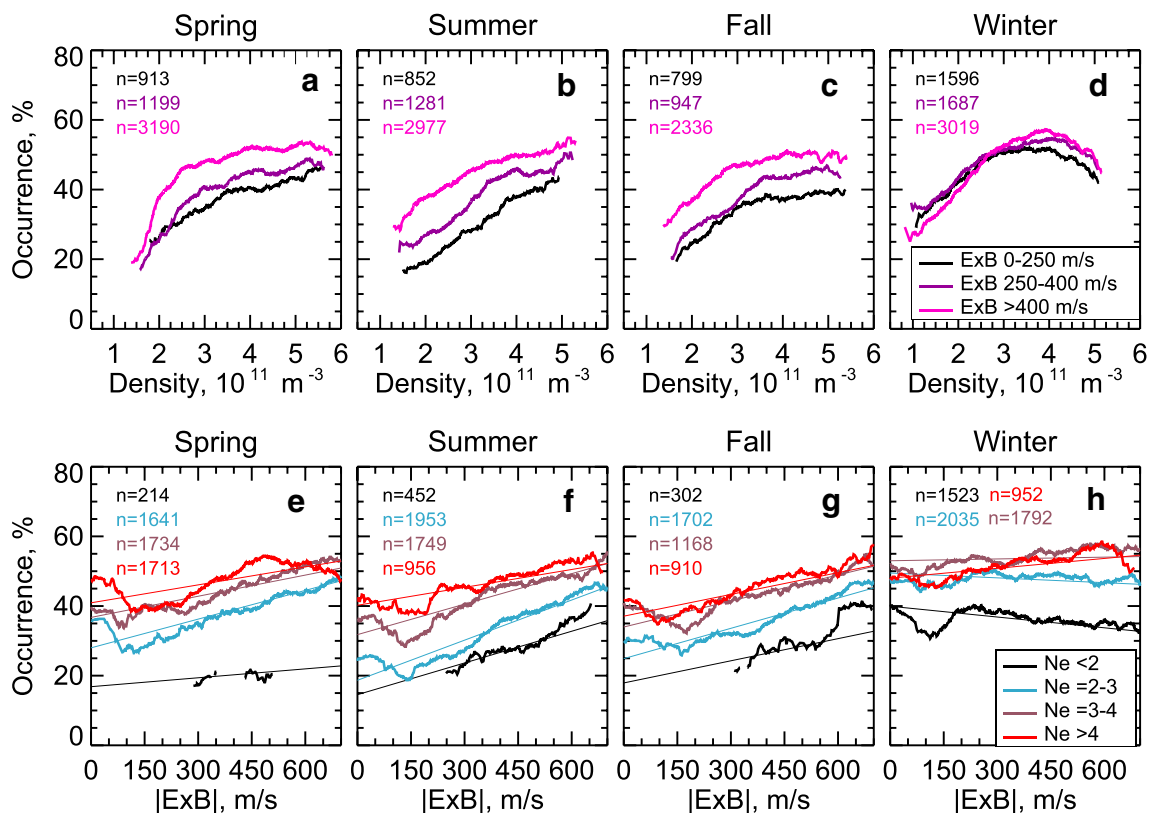 Spring Summer Fall Winter
Occurrence, %
80
60
40
20
0
a
n=913
n=1199
n=3190
b
n=852
n=1281
n=2977
c
n=799
n=947
n=2336
d
n=1596
n=1687
n=3019
ExB 0-250 m/s
ExB 250-400 m/s
ExB >400 m/s
1 2 3 4 5 6 1 2 3 4 5 6 1 2 3 4 5 6 1 2 3 4 5 6
Density, 10 11 m-3 Density, 10 11 m-3 Density, 10 11 m-3 Density, 10 11 m-3
Spring Summer Fall Winter
Occurrence, %
80
60
40
20
0
e
n=214
n=1641
n=1734
n=1713
f
n=452
n=1953
n=1749
n=956
g
n=302
n=1702
n=1168
n=910
h
n=1523 n=952
n=2035 n=1792
Ne <2
Ne =2-3
Ne =3-4
Ne >4
0 150 300 450 600 0 150 300 450 600 0 150 300 450 600 0 150 300 450 600
|ExB|, m/s |ExB|, m/s |ExB|, m/s |ExB|, m/s